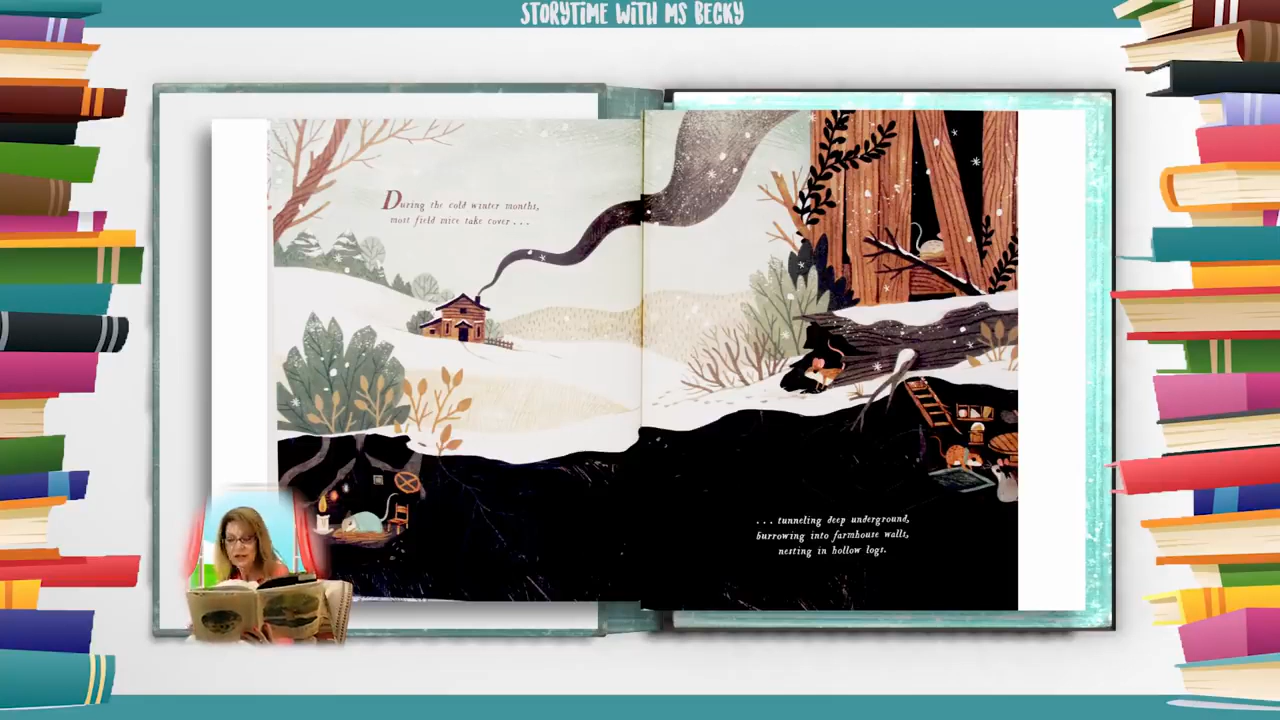 STORYTIME WITH MS BECKY
During the cold winter months,
most field mice take cover . . .
. . . tunneling deep underground,
burrowing into farmhouse walls,
nesting in hollow logs.